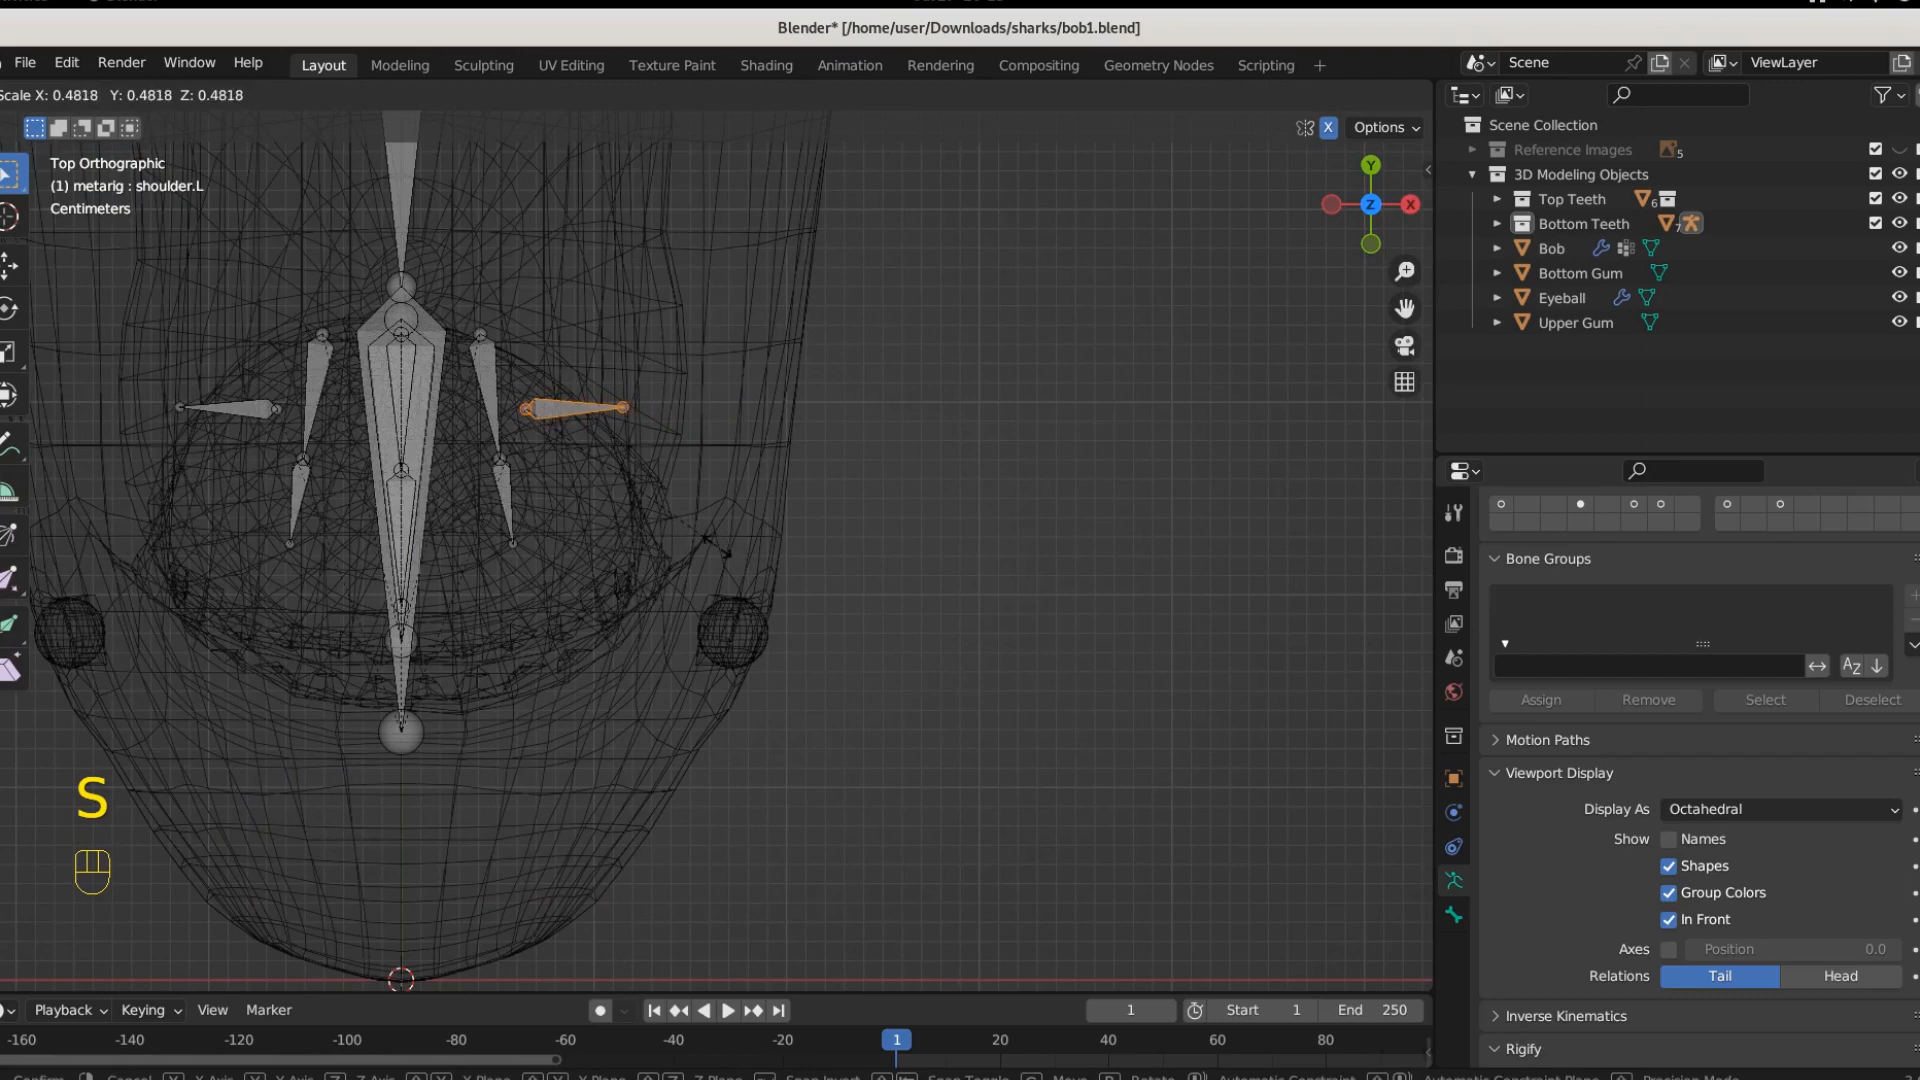 Blender* [/home/user/Downloads/sharks/bob1.blend]
File Edit Render Window Help Layout Modeling Sculpting UV Editing Texture Paint Shading Animation Rendering Compositing Geometry Nodes Scripting + Scene ViewLayer
Scale X: 0.4818 Y: 0.4818 Z: 0.4818
X Options
Top Orthographic
(1) metarig : shoulder.L
Centimeters
Y
X
Z
Scene Collection
Reference Images 5
3D Modeling Objects
Top Teeth 6
Bottom Teeth 7
Bob
Bottom Gum
Eyeball
Upper Gum
Bone Groups
Assign Remove Select Deselect
Motion Paths
Viewport Display
Display As Octahedral
Show Names
Shapes
Group Colors
In Front
Axes Position 0.0
Relations Tail Head
Inverse Kinematics
Rigify
S
Playback Keying View Marker 1 Start 1 End 250
-160 -140 -120 -100 -80 -60 -40 -20 1 20 40 60 80